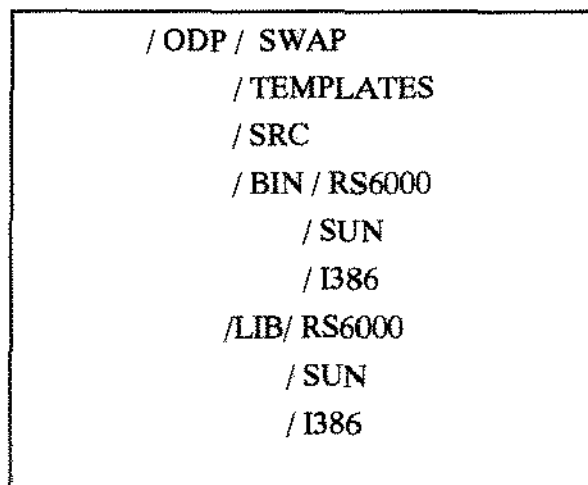 / ODP / SWAP
/ TEMPLATES
/ SRC
/ BIN / RS6000
/ SUN
/ I386
/LIB/ RS6000
/ SUN
/ I386